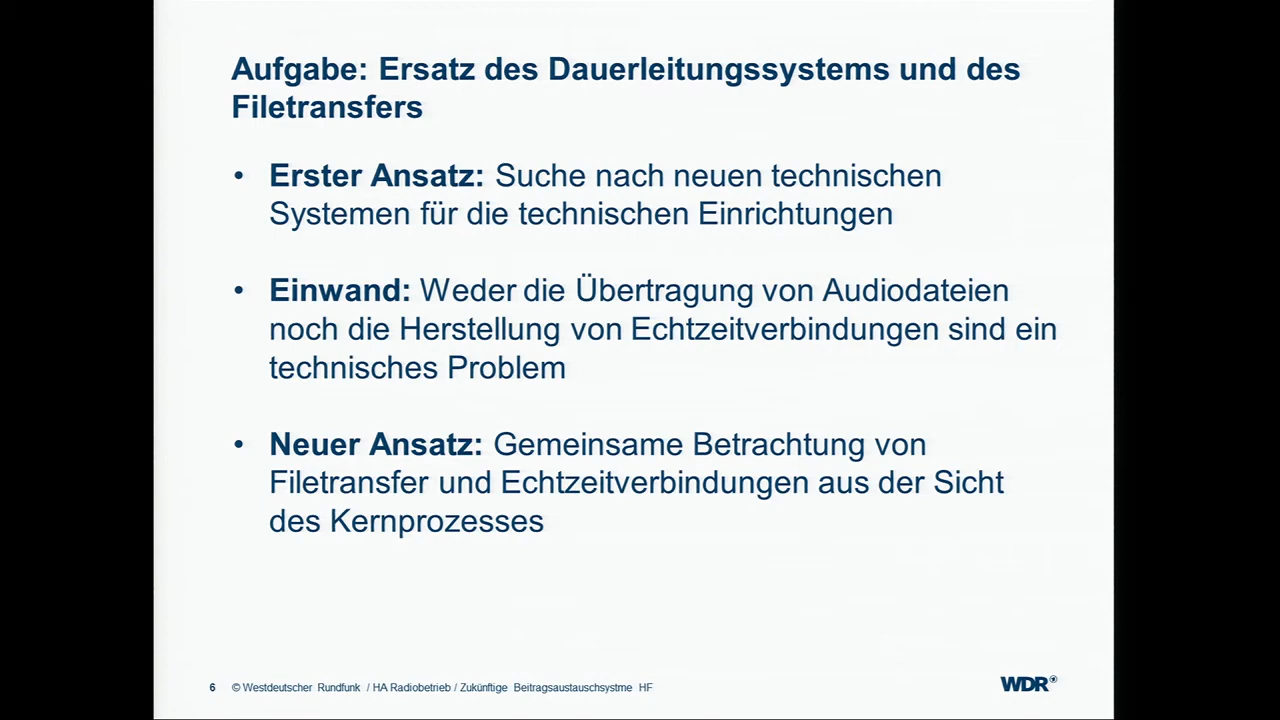 Aufgabe: Ersatz des Dauerleitungssystems und des
Filetransfers
• Erster Ansatz: Suche nach neuen technischen
Systemen für die technischen Einrichtungen
• Einwand: Weder die Übertragung von Audiodateien
noch die Herstellung von Echtzeitverbindungen sind ein
technisches Problem
• Neuer Ansatz: Gemeinsame Betrachtung von
Filetransfer und Echtzeitverbindungen aus der Sicht
des Kernprozesses
6 © Westdeutscher Rundfunk / HA Radiobetrieb / Zukünftige Beitragsaustauschsystme HF
WDR